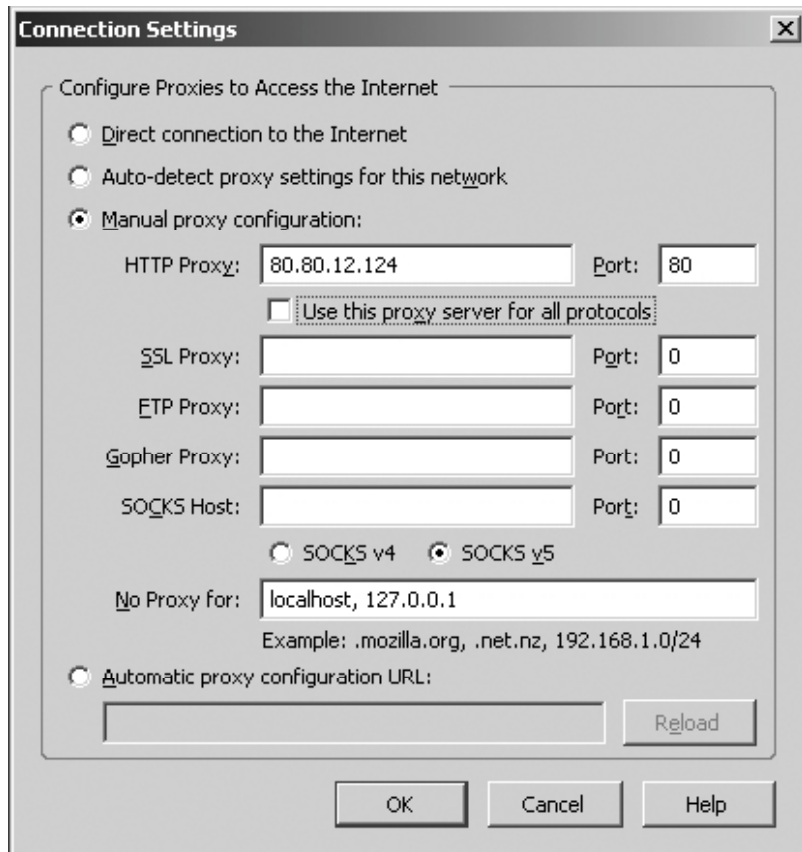 Connection Settings
Configure Proxies to Access the Internet
Direct connection to the Internet
Auto-detect proxy settings for this network
Manual proxy configuration:
HTTP Proxy: 80.80.12.124 Port: 80
Use this proxy server for all protocols
SSL Proxy: Port: 0
FTP Proxy: Port: 0
Gopher Proxy: Port: 0
SOCKS Host: Port: 0
SOCKS v4 SOCKS v5
No Proxy for: localhost, 127.0.0.1
Example: .mozilla.org, .net.nz, 192.168.1.0/24
Automatic proxy configuration URL:
Reload
OK Cancel Help